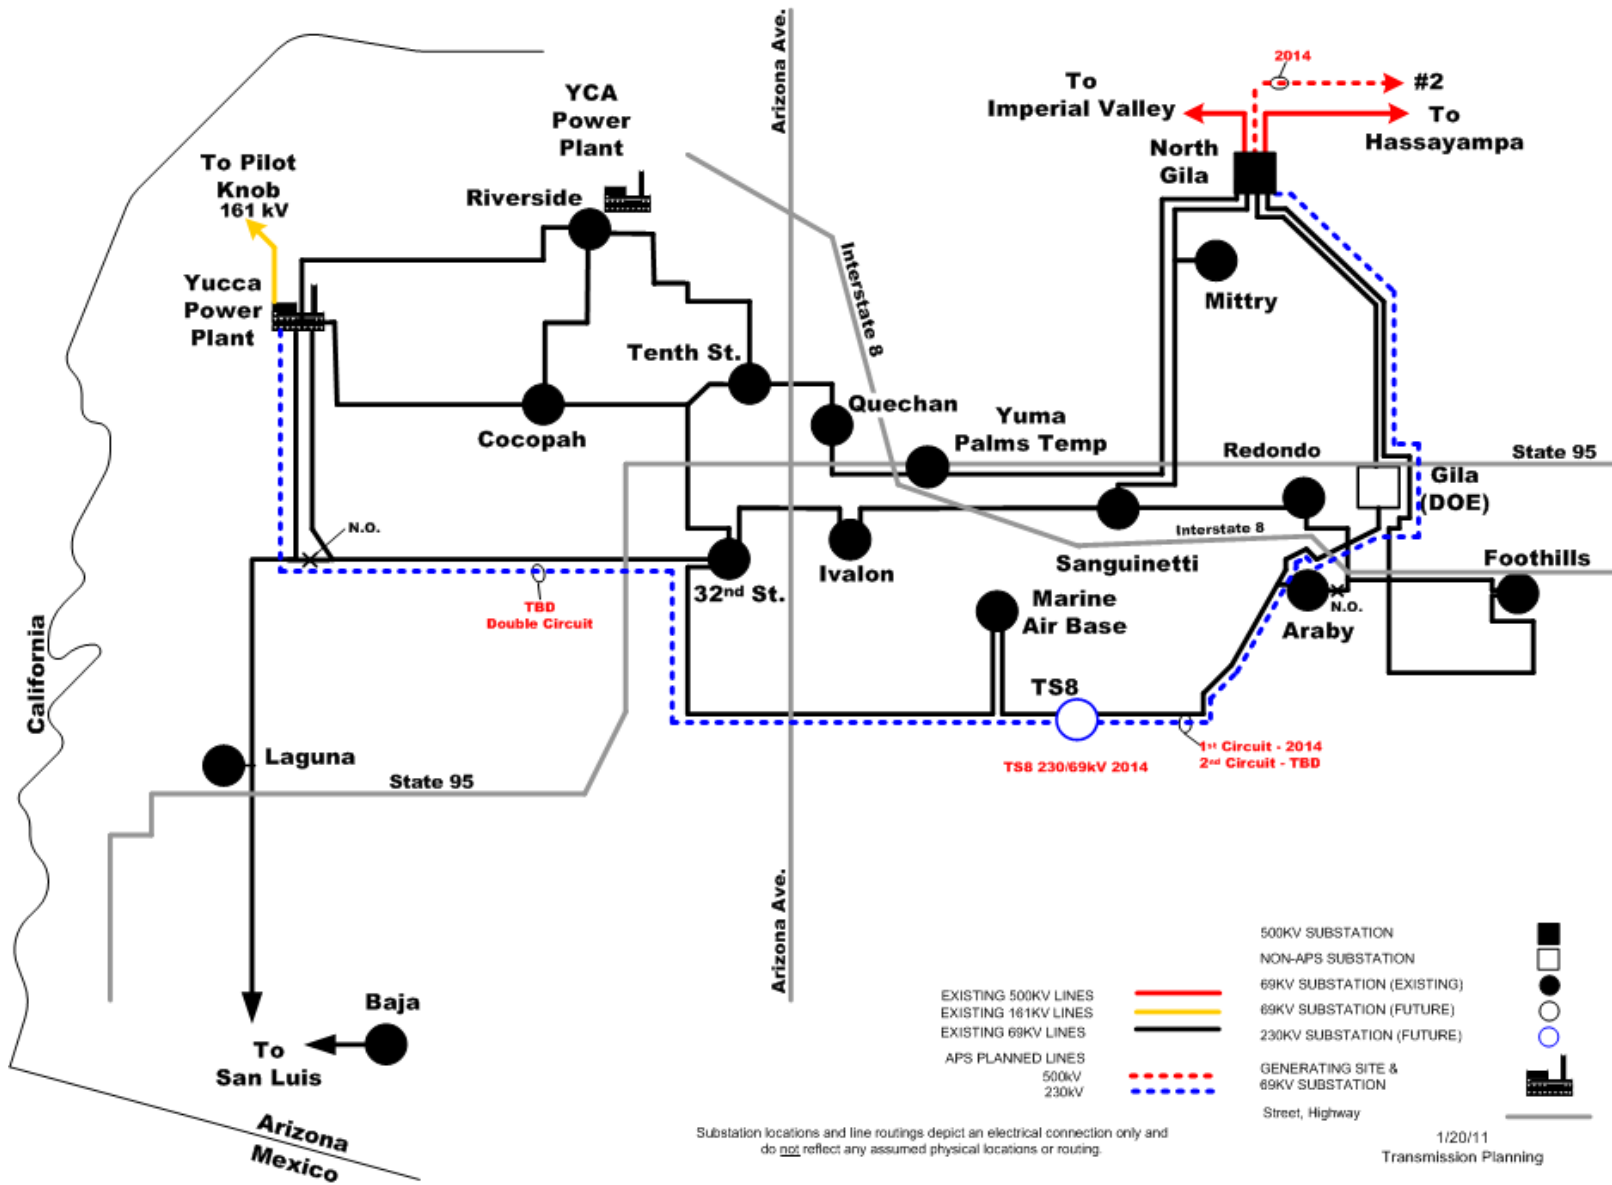 Arizona Ave.
2014
To
Imperial Valley
#2
To
Hassayampa
YCA
Power
Plant
North
Gila
To Pilot
Knob
161 kV
Riverside
Interstate 8
Mittry
Yucca
Power
Plant
Tenth St.
Quechan
Yuma
Palms Temp
Cocopah
Redondo
State 95
Gila
(DOE)
N.O.
Interstate 8
Sanguinetti
Foothills
Ivalon
32nd St.
TBD
Double Circuit
Marine
Air Base
N.O.
Araby
California
TS8
1st Circuit - 2014
2nd Circuit - TBD
TS8 230/69kV 2014
Laguna
State 95
Arizona Ave.
Baja
To
San Luis
Arizona
Mexico
EXISTING 500KV LINES
EXISTING 161KV LINES
EXISTING 69KV LINES
APS PLANNED LINES
500kV
230kV
500KV SUBSTATION
NON-APS SUBSTATION
69KV SUBSTATION (EXISTING)
69KV SUBSTATION (FUTURE)
230KV SUBSTATION (FUTURE)
GENERATING SITE &
69KV SUBSTATION
Street, Highway
Substation locations and line routings depict an electrical connection only and
do not reflect any assumed physical locations or routing.
1/20/11
Transmission Planning